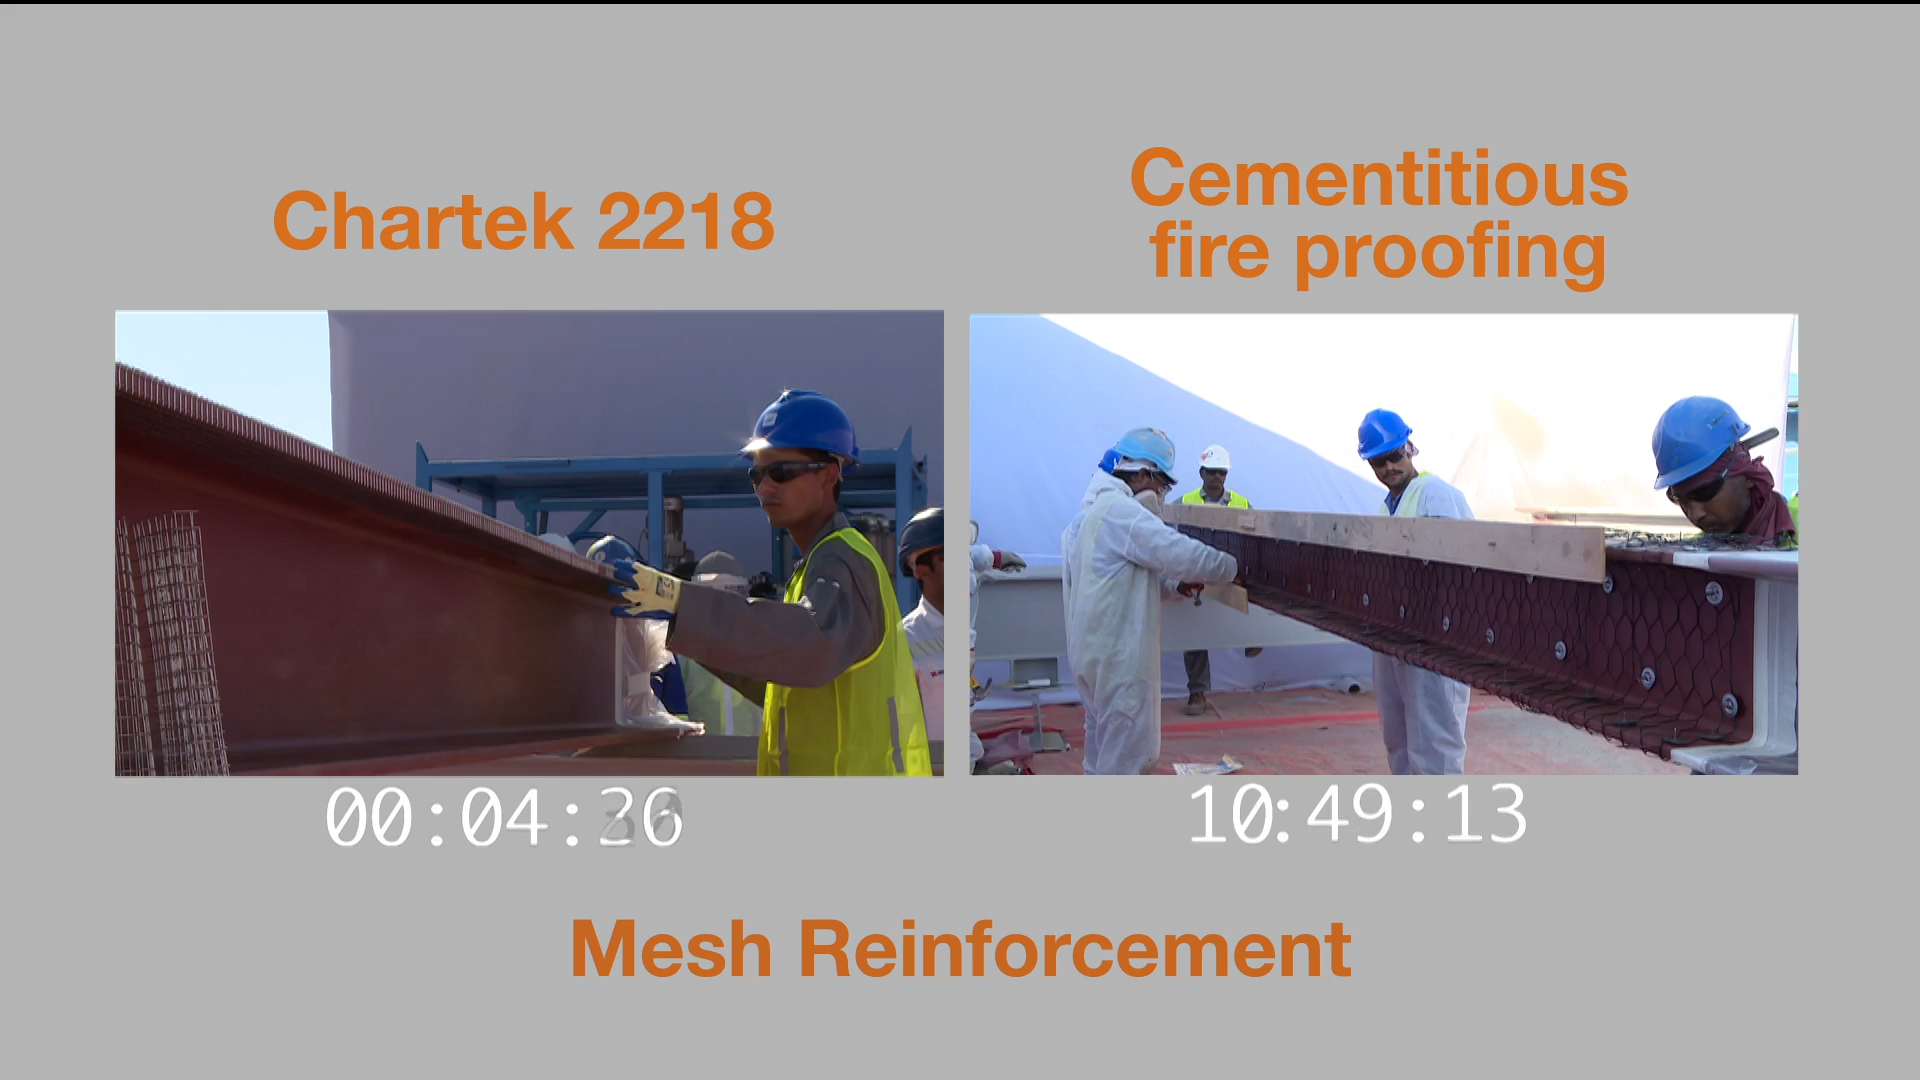 Chartek 2218
Cementitious
fire proofing
10:49:13
Mesh Reinforcement